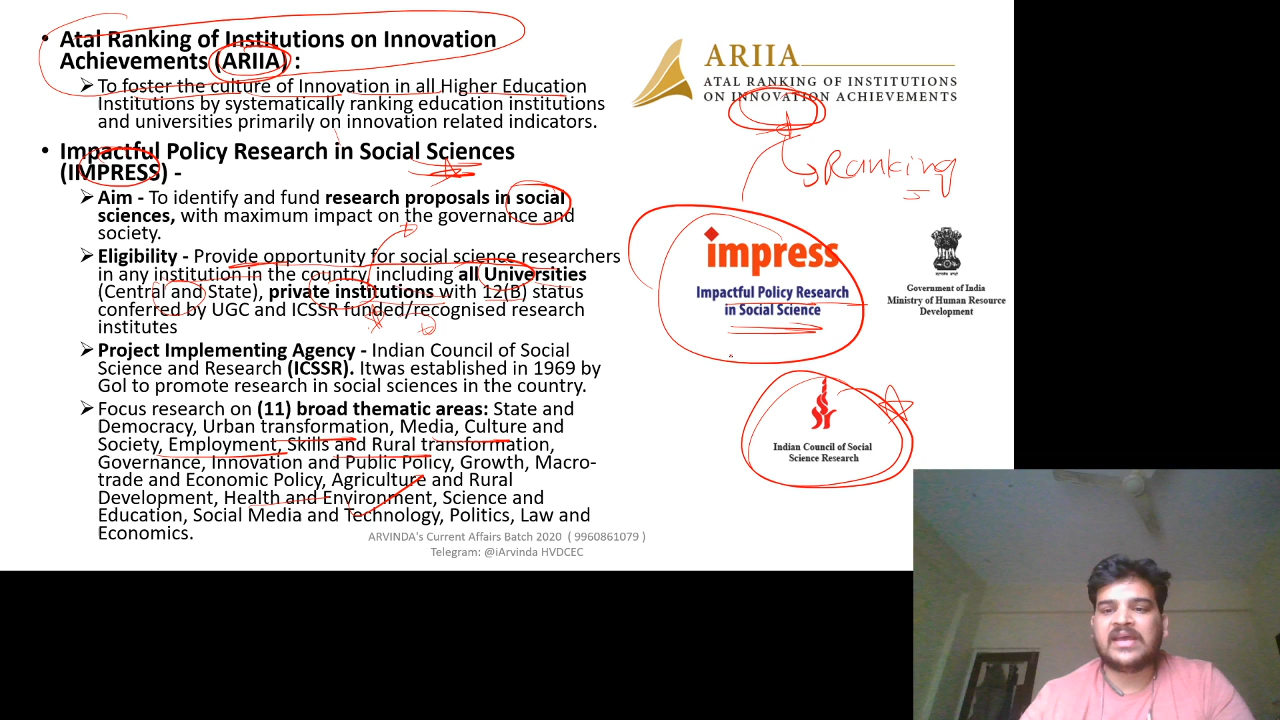 • Atal Ranking of Institutions on Innovation
Achievements (ARIIA) :
➢ To foster the culture of Innovation in all Higher Education
Institutions by systematically ranking education institutions
and universities primarily on innovation related indicators.
• Impactful Policy Research in Social Sciences
(IMPRESS) -
➢ Aim - To identify and fund research proposals in social
sciences, with maximum impact on the governance and
society.
➢ Eligibility - Provide opportunity for social science researchers
in any institution in the country, including all Universities
(Central and State), private institutions with 12(B) status
conferred by UGC and ICSSR funded/recognised research
institutes
➢ Project Implementing Agency - Indian Council of Social
Science and Research (ICSSR). Itwas established in 1969 by
GoI to promote research in social sciences in the country.
➢ Focus research on (11) broad thematic areas: State and
Democracy, Urban transformation, Media, Culture and
Society, Employment, Skills and Rural transformation,
Governance, Innovation and Public Policy, Growth, Macro-
trade and Economic Policy, Agriculture and Rural
Development, Health and Environment, Science and
Education, Social Media and Technology, Politics, Law and
Economics.
ARIIA
ATAL RANKING OF INSTITUTIONS
ON INNOVATION ACHIEVEMENTS
Ranking
impress
Impactful Policy Research
in Social Science
Government of India
Ministry of Human Resource
Development
Indian Council of Social
Science Research
ARVINDA's Current Affairs Batch 2020 ( 9960861079 )
Telegram: @iArvinda HVDCEC